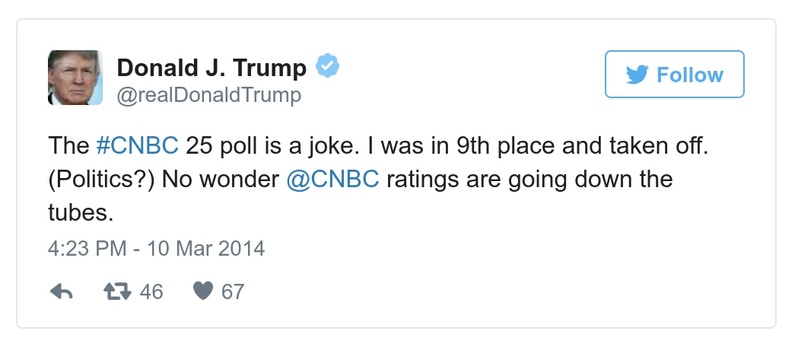 Donald J. Trump
@realDonaldTrump
Follow
The #CNBC 25 poll is a joke. I was in 9th place and taken off.
(Politics?) No wonder @CNBC ratings are going down the
tubes.
4:23 PM - 10 Mar 2014
46 67